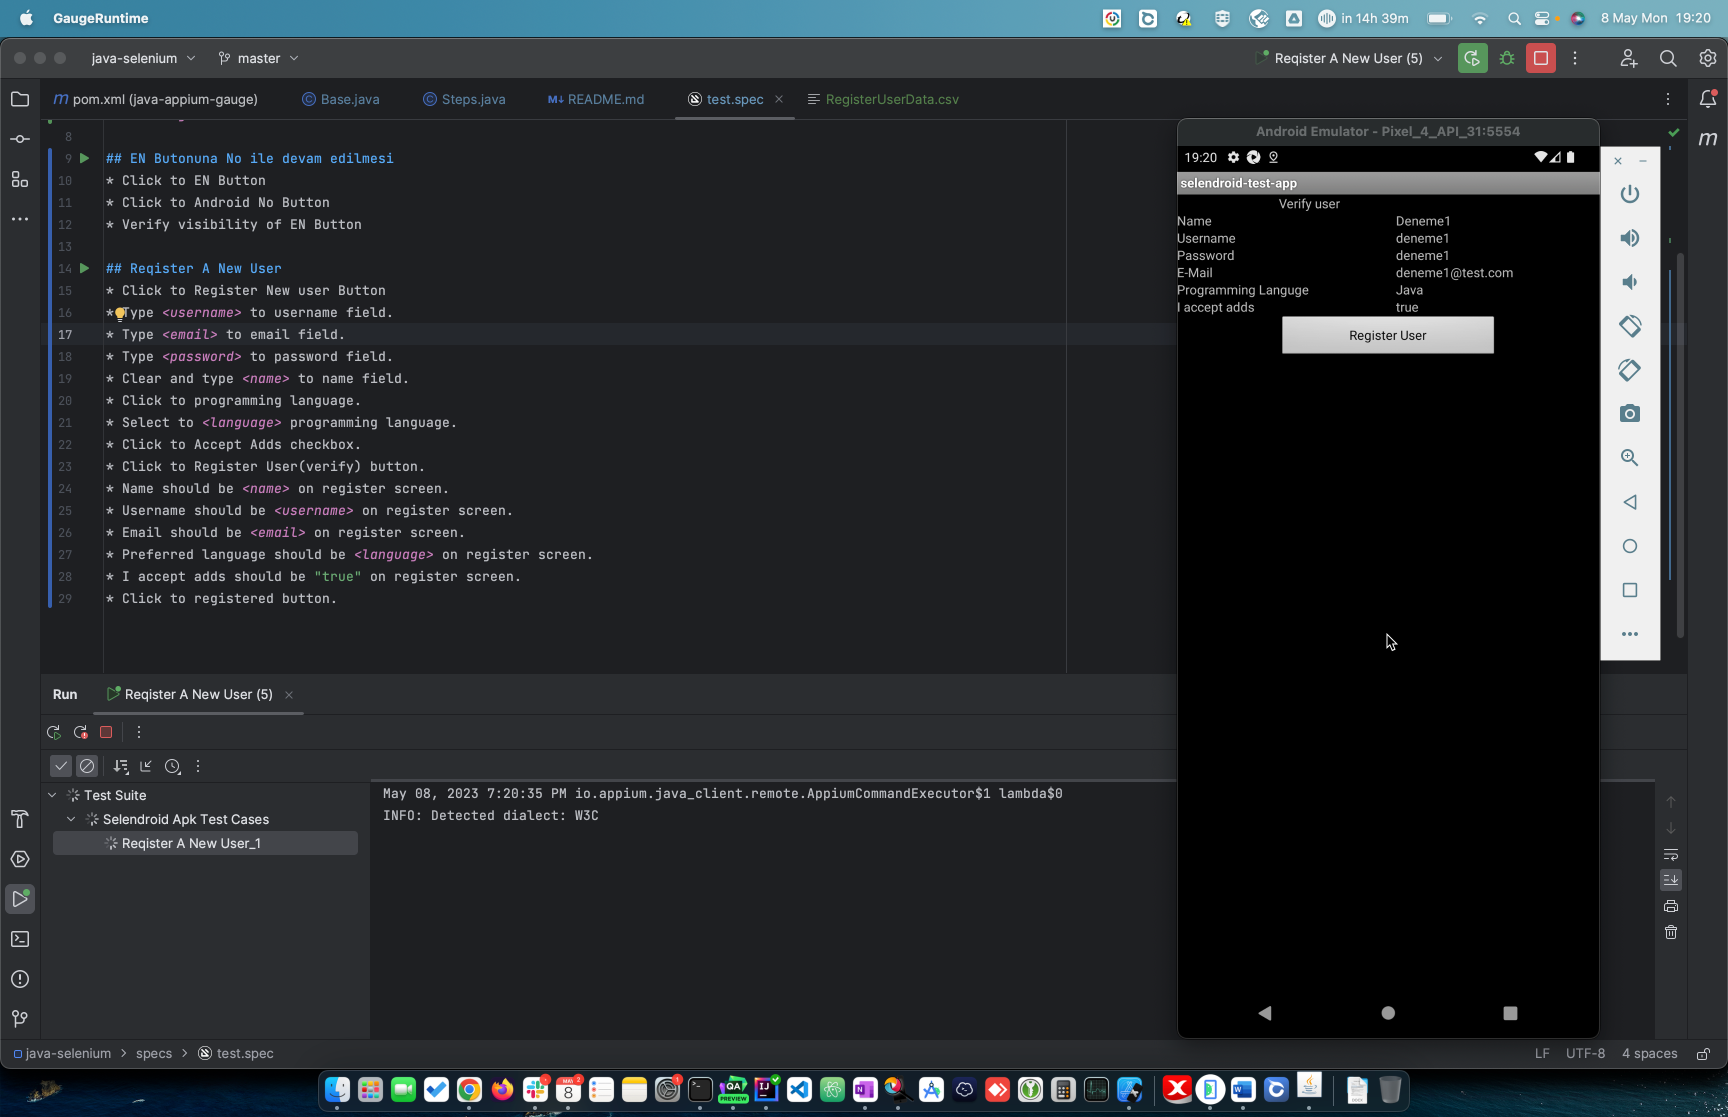 GaugeRuntime
in 14h 39m
8 May Mon 19:20
java-selenium
master
Reqister A New User (5)
pom.xml (java-appium-gauge)
Base.java
Steps.java
README.md
test.spec
RegisterUserData.csv
8
9 ## EN Butonuna No ile devam edilmesi
10 * Click to EN Button
11 * Click to Android No Button
12 * Verify visibility of EN Button
13
14 ## Reqister A New User
15 * Click to Register New user Button
16 * Type <username> to username field.
17 * Type <email> to email field.
18 * Type <password> to password field.
19 * Clear and type <name> to name field.
20 * Click to programming language.
21 * Select to <language> programming language.
22 * Click to Accept Adds checkbox.
23 * Click to Register User(verify) button.
24 * Name should be <name> on register screen.
25 * Username should be <username> on register screen.
26 * Email should be <email> on register screen.
27 * Preferred language should be <language> on register screen.
28 * I accept adds should be "true" on register screen.
29 * Click to registered button.
Android Emulator - Pixel_4_API_31:5554
19:20
selendroid-test-app
Verify user
Name Deneme1
Username deneme1
Password deneme1
E-Mail deneme1@test.com
Programming Languge Java
I accept adds true
Register User
Run
Reqister A New User (5)
Test Suite
Selendroid Apk Test Cases
Reqister A New User_1
May 08, 2023 7:20:35 PM io.appium.java_client.remote.AppiumCommandExecutor$1 lambda$0
INFO: Detected dialect: W3C
java-selenium > specs > test.spec
LF UTF-8 4 spaces